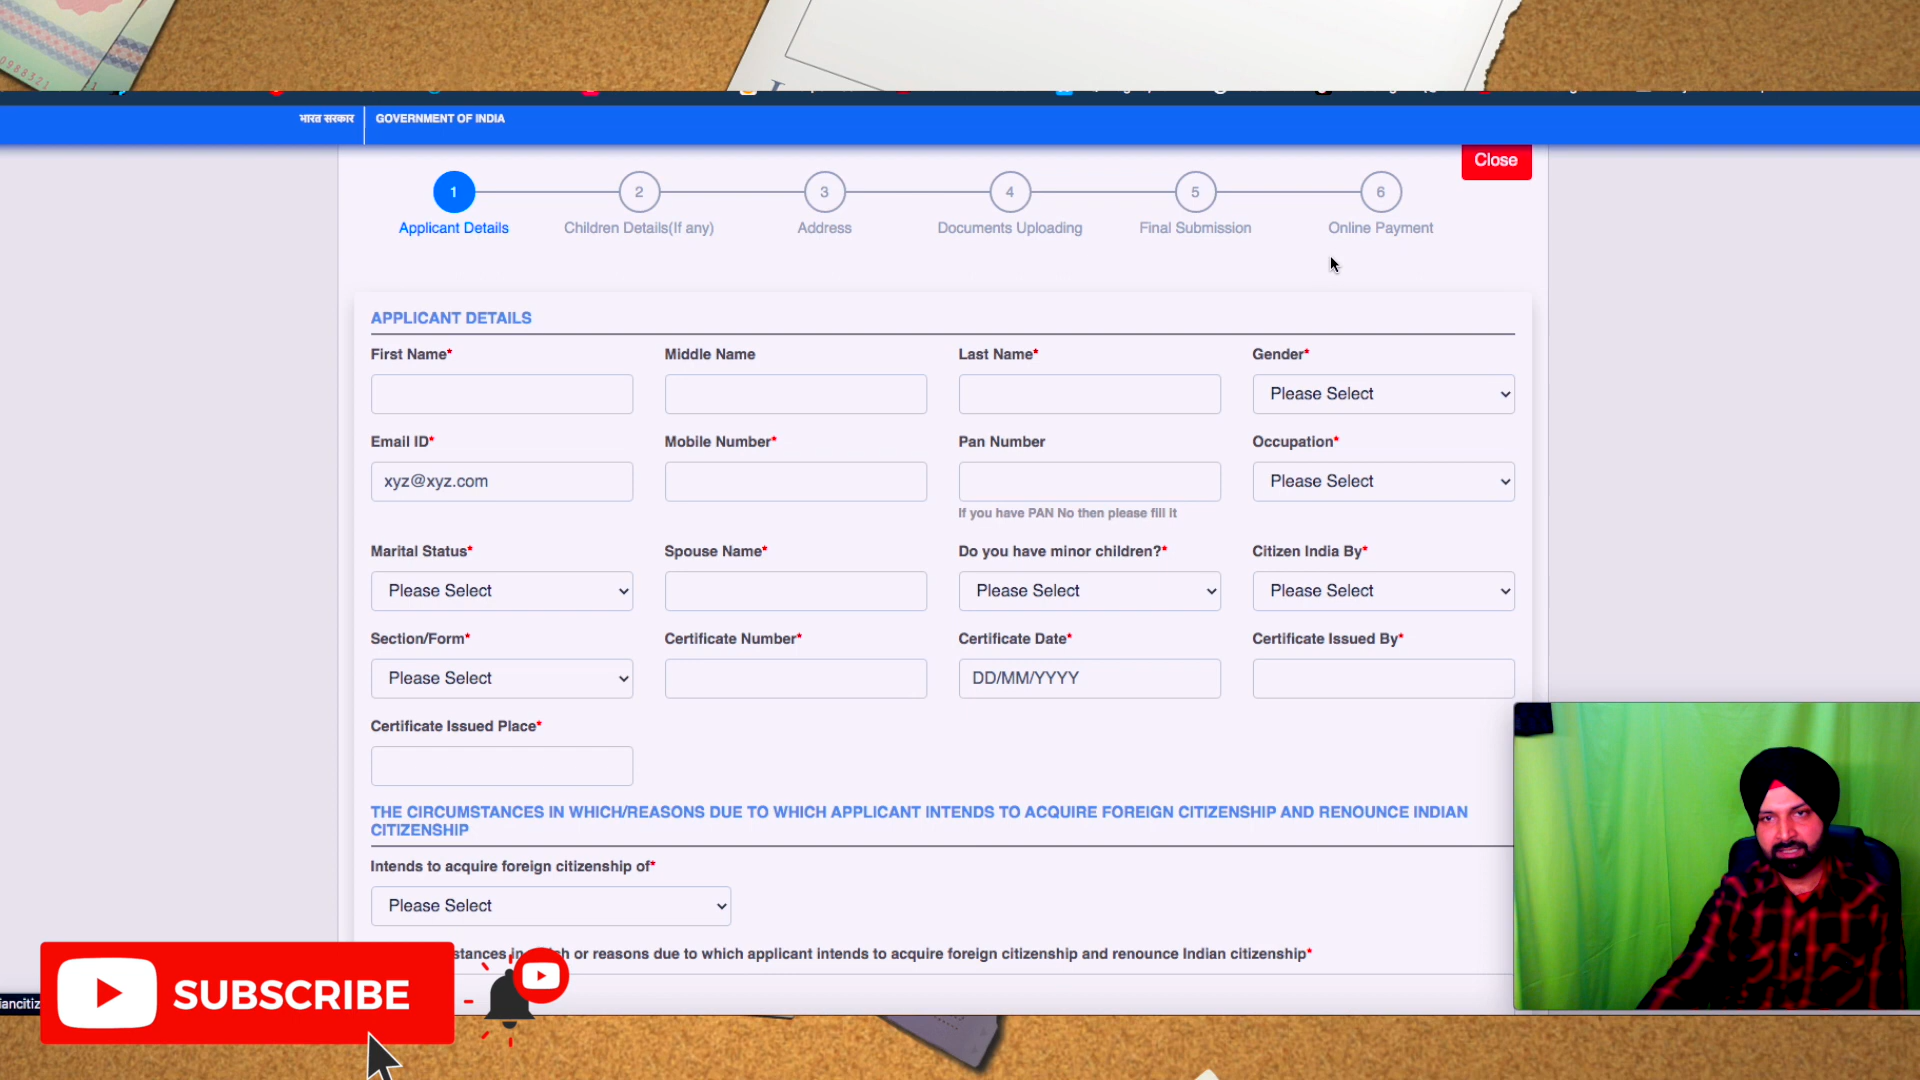 0988321
भारत सरकार GOVERNMENT OF INDIA
Close
1 2 3 4 5 6
Applicant Details Children Details(If any) Address Documents Uploading Final Submission Online Payment
APPLICANT DETAILS
First Name* Middle Name Last Name* Gender*
Please Select
Email ID* Mobile Number* Pan Number Occupation*
xyz@xyz.com Please Select
If you have PAN No then please fill it
Marital Status* Spouse Name* Do you have minor children?* Citizen India By*
Please Select Please Select Please Select
Section/Form* Certificate Number* Certificate Date* Certificate Issued By*
Please Select DD/MM/YYYY
Certificate Issued Place*
THE CIRCUMSTANCES IN WHICH/REASONS DUE TO WHICH APPLICANT INTENDS TO ACQUIRE FOREIGN CITIZENSHIP AND RENOUNCE INDIAN
CITIZENSHIP
Intends to acquire foreign citizenship of*
Please Select
or reasons due to which applicant intends to acquire foreign citizenship and renounce Indian citizenship*
SUBSCRIBE